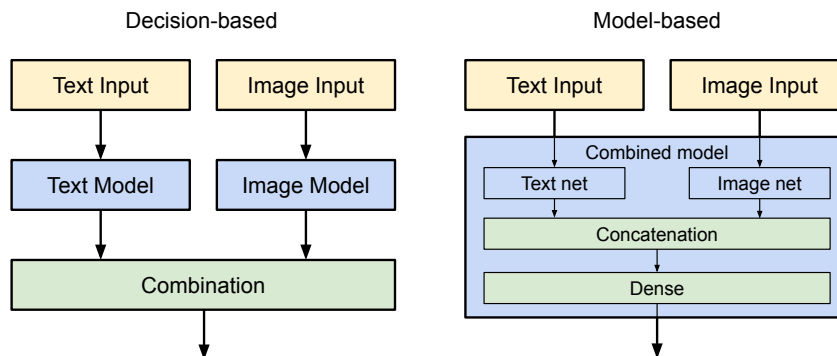 Decision-based
Model-based
Text Input
Image Input
Text Input
Image Input
Text Model
Image Model
Combined model
Text net
Image net
Concatenation
Combination
Dense